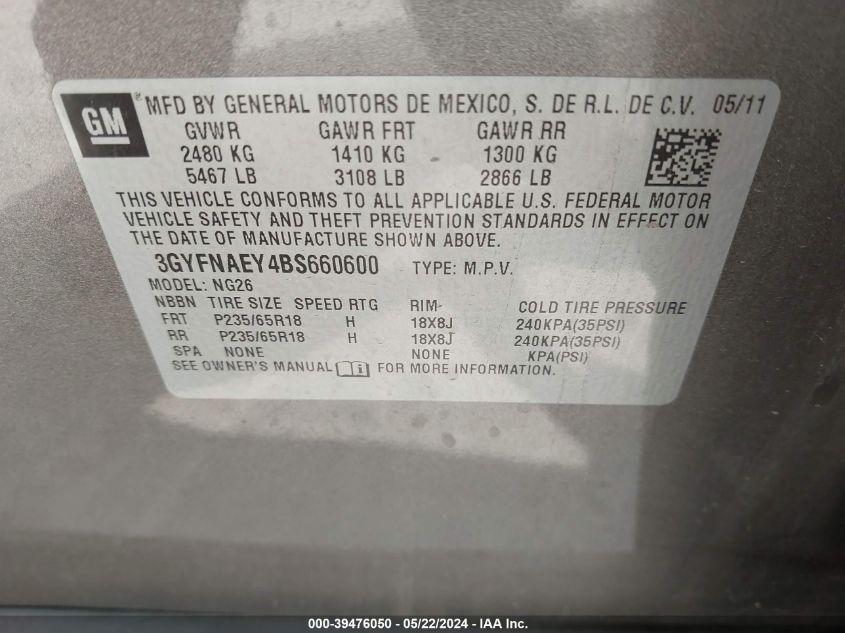 GM
® MFD BY GENERAL MOTORS DE MEXICO, S. DE R.L. DE C.V. 05/11
GVWR GAWR FRT GAWR RR
2480 KG 1410 KG 1300 KG
5467 LB 3108 LB 2866 LB
THIS VEHICLE CONFORMS TO ALL APPLICABLE U.S. FEDERAL MOTOR
VEHICLE SAFETY AND THEFT PREVENTION STANDARDS IN EFFECT ON
THE DATE OF MANUFACTURE SHOWN ABOVE.
3GYFNAEY4BS660600 TYPE: M.P.V.
MODEL: NG26
NBBN TIRE SIZE SPEED RTG RIM COLD TIRE PRESSURE
FRT P235/65R18 H 18X8J 240KPA(35PSI)
RR P235/65R18 H 18X8J 240KPA(35PSI)
SPA NONE NONE KPA(PSI)
SEE OWNER'S MANUAL FOR MORE INFORMATION.
000-39476050 - 05/22/2024 - IAA Inc.